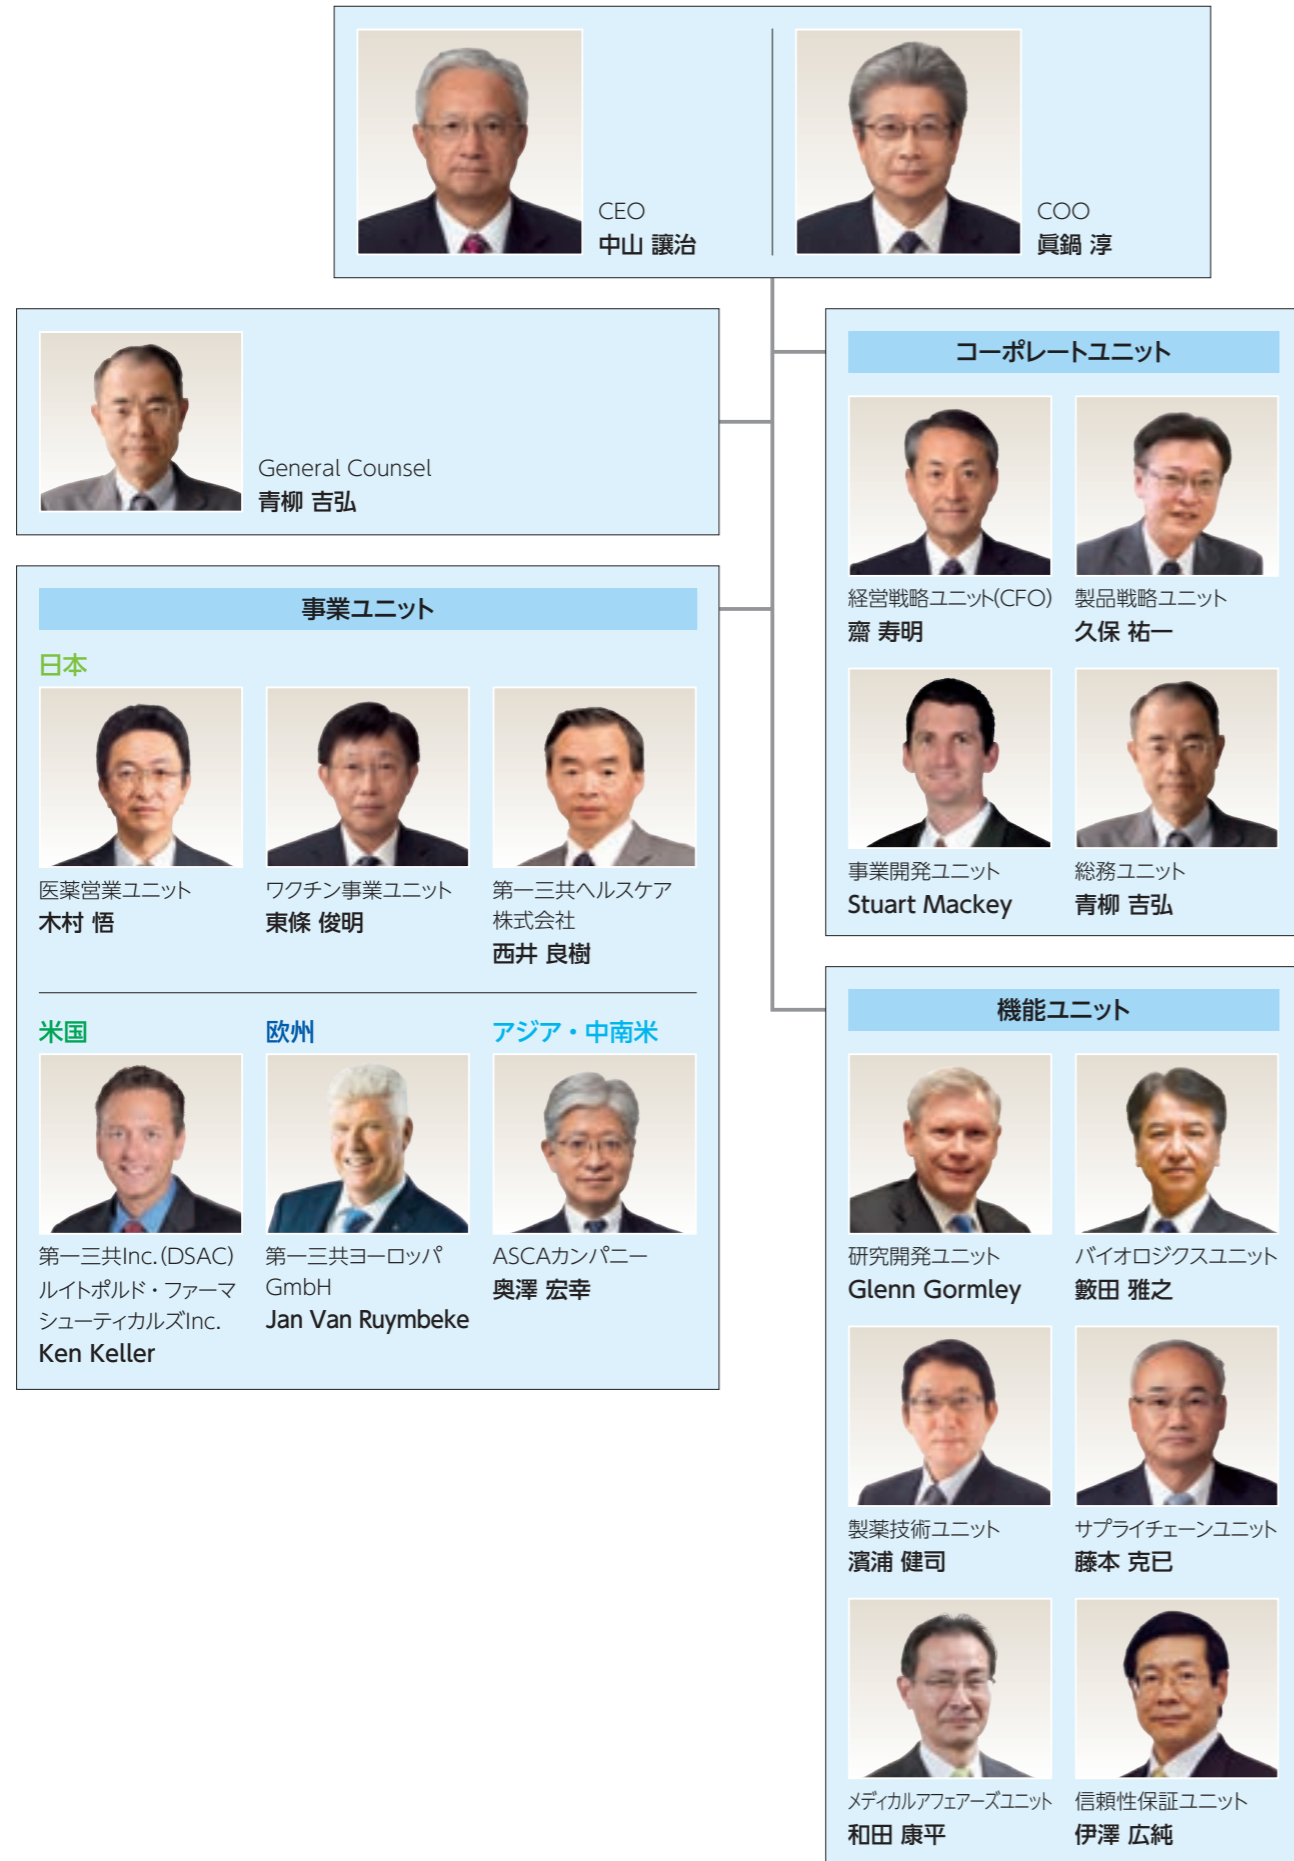 CEO
中山 讓治
COO
眞鍋 淳
General Counsel
青柳 吉弘
コーポレートユニット
経営戦略ユニット(CFO)
齋 寿明
製品戦略ユニット
久保 祐一
事業開発ユニット
Stuart Mackey
総務ユニット
青柳 吉弘
事業ユニット
日本
医薬営業ユニット
木村 悟
ワクチン事業ユニット
東條 俊明
第一三共ヘルスケア
株式会社
西井 良樹
米国
第一三共Inc.(DSAC)
ルイトポルド・ファーマ
シューティカルズInc.
Ken Keller
欧州
第一三共ヨーロッパ
GmbH
Jan Van Ruymbeke
アジア・中南米
ASCAカンパニー
奥澤 宏幸
機能ユニット
研究開発ユニット
Glenn Gormley
バイオロジクスユニット
籔田 雅之
製薬技術ユニット
濱浦 健司
サプライチェーンユニット
藤本 克已
メディカルアフェアーズユニット
和田 康平
信頼性保証ユニット
伊澤 広純